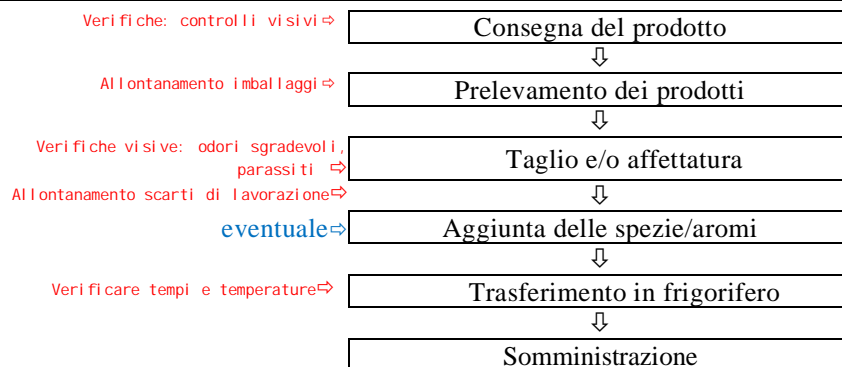 Verifiche: controlli visivi⇨ Consegna del prodotto
⇩
Allontanamento imballaggi⇨ Prelevamento dei prodotti
⇩
Verifiche visive: odori sgradevoli,
parassiti ⇨ Taglio e/o affettatura
Allontanamento scarti di lavorazione⇨ ⇩
eventuale⇨ Aggiunta delle spezie/aromi
⇩
Verificare tempi e temperature⇨ Trasferimento in frigorifero
⇩
Somministrazione